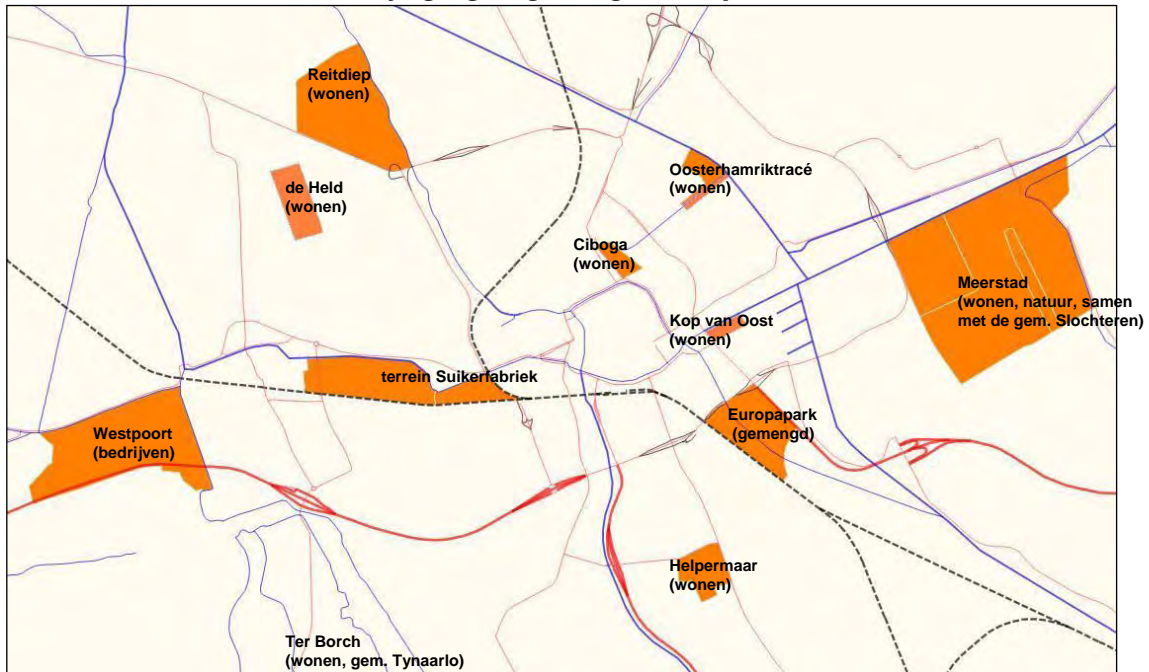 Reitdiep
(wonen)
de Held
(wonen)
Oosterhamriktracé
(wonen)
Ciboga
(wonen)
Meerstad
(wonen, natuur, samen
met de gem. Slochteren)
Kop van Oost
(wonen)
terrein Suikerfabriek
Europapark
(gemengd)
Westpoort
(bedrijven)
Helpermaar
(wonen)
Ter Borch
(wonen, gem. Tynaarlo)